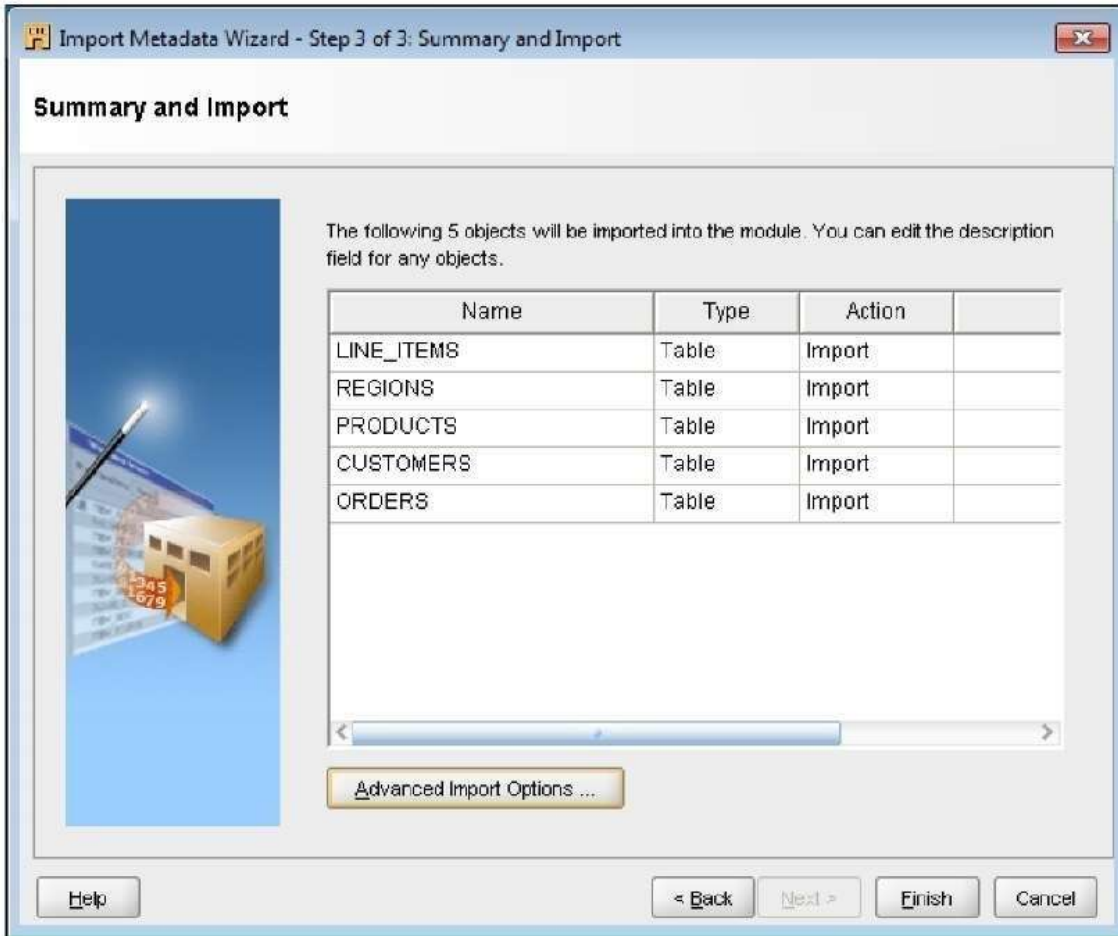 Import Metadata Wizard - Step 3 of 3: Summary and Import
Summary and Import
The following 5 objects will be imported into the module. You can edit the description
field for any objects.
Name Type Action
LINE_ITEMS Table Import
REGIONS Table Import
PRODUCTS Table Import
CUSTOMERS Table Import
ORDERS Table Import
1345
1679
Advanced Import Options ...
Help < Back Next > Finish Cancel